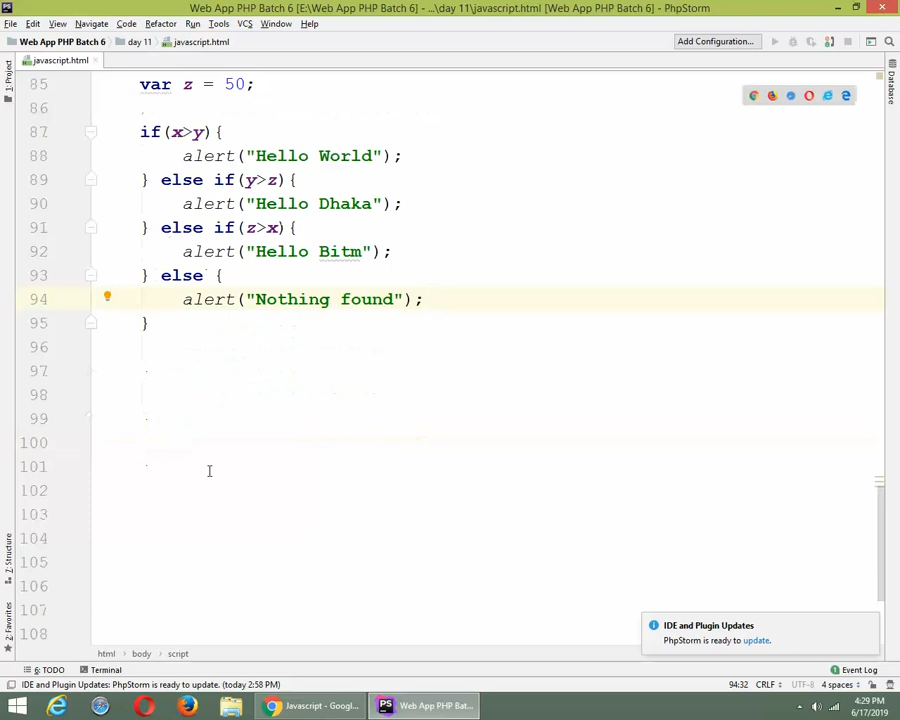 PS
Web App PHP Batch 6 [E:\Web App PHP Batch 6] - ...\day 11\javascript.html [Web App PHP Batch 6] - PhpStorm
File Edit View Navigate Code Refactor Run Tools VCS Window Help
Web App PHP Batch 6 day 11 javascript.html Add Configuration...
javascript.html
1: Project
Database
85 var z = 50;
86
87 if(x>y){
88 alert("Hello World");
89 } else if(y>z){
90 alert("Hello Dhaka");
91 } else if(z>x){
92 alert("Hello Bitm");
93 } else {
94 alert("Nothing found");
95 }
96
97
98
99
100
101
102
103
104
105
106
107
108
7: Structure
2: Favorites
IDE and Plugin Updates
PhpStorm is ready to update.
html body script
6: TODO Terminal Event Log
IDE and Plugin Updates: PhpStorm is ready to update. (today 2:58 PM) 94:32 CRLF UTF-8 4 spaces
Javascript - Googl... PS Web App PHP Bat... 4:29 PM
6/17/2019